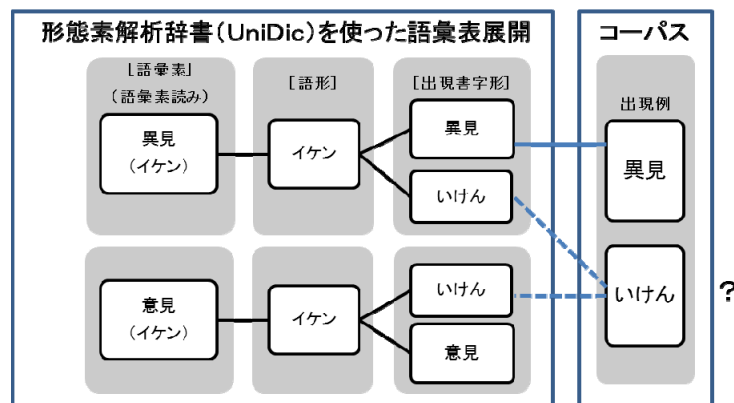 形態素解析辞書(UniDic)を使った語彙表展開
[語彙素]
(語彙素読み)
[語形]
[出現書字形]
異見
(イケン)
イケン
異見
いけん
意見
(イケン)
イケン
いけん
意見
コーパス
出現例
異見
いけん
?